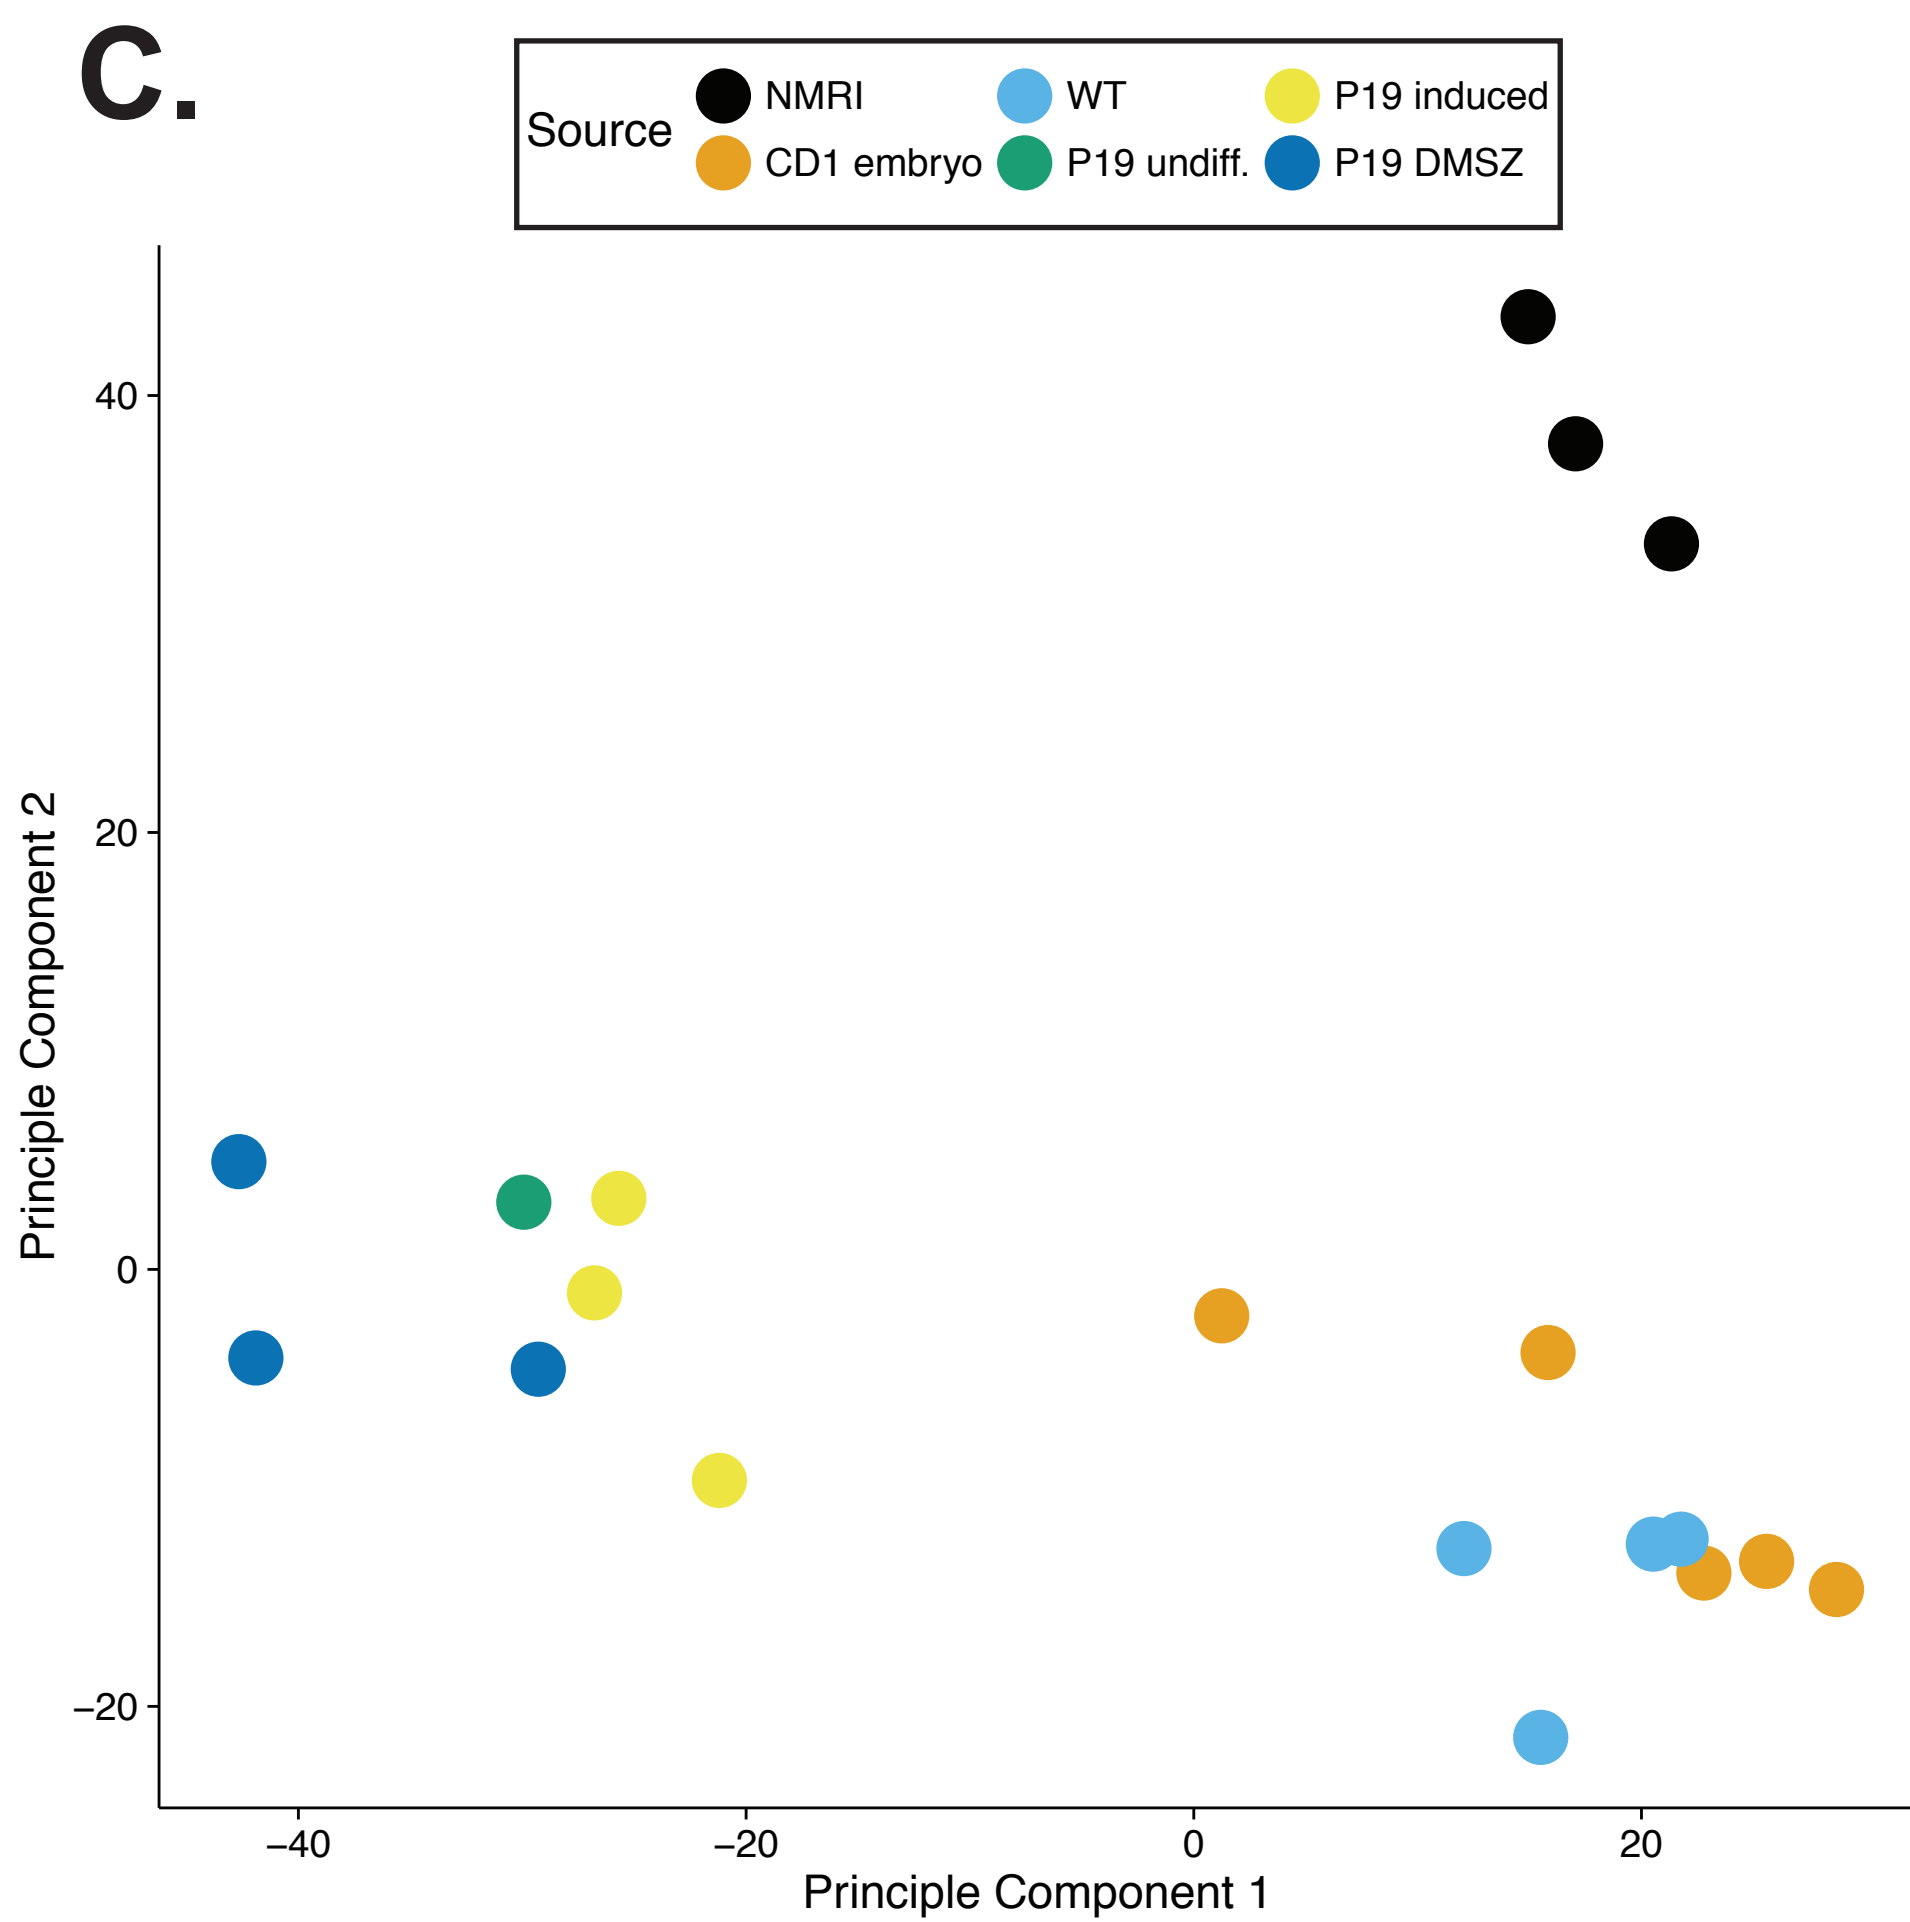 C.
Source
NMRI WT P19 induced
CD1 embryo P19 undiff. P19 DMSZ
40
20
0
−20
Principle Component 2
−40 −20 0 20
Principle Component 1